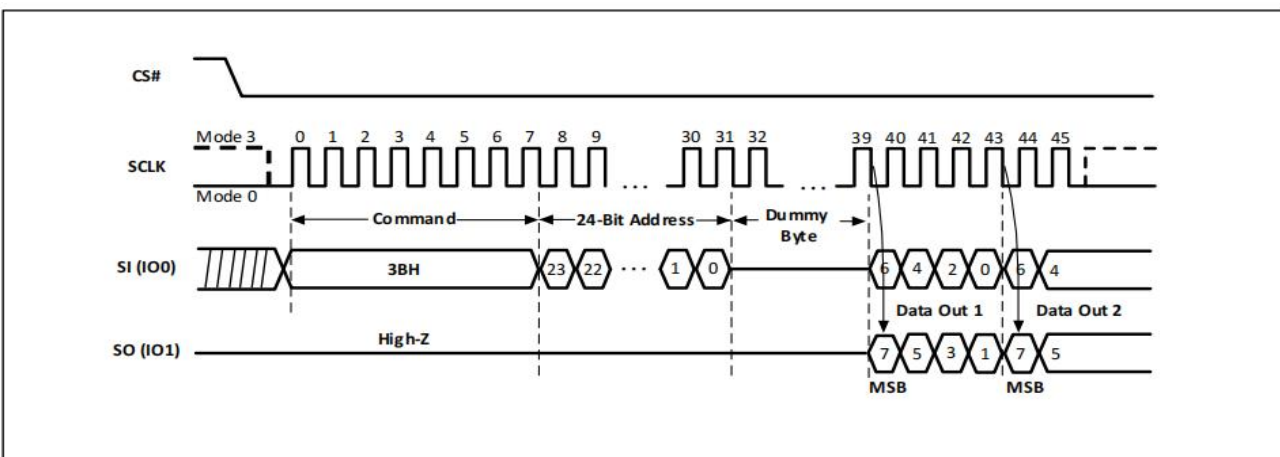 CS#
Mode 3 0 1 2 3 4 5 6 7 8 9 30 31 32 39 40 41 42 43 44 45
SCLK
... ...
Mode 0
Command 24-Bit Address Dummy
Byte
SI (IO0) 3BH 23 22 ... 1 0 6 4 2 0 6 4
Data Out 1 Data Out 2
High-Z
SO (IO1) 7 5 3 1 7 5
MSB MSB